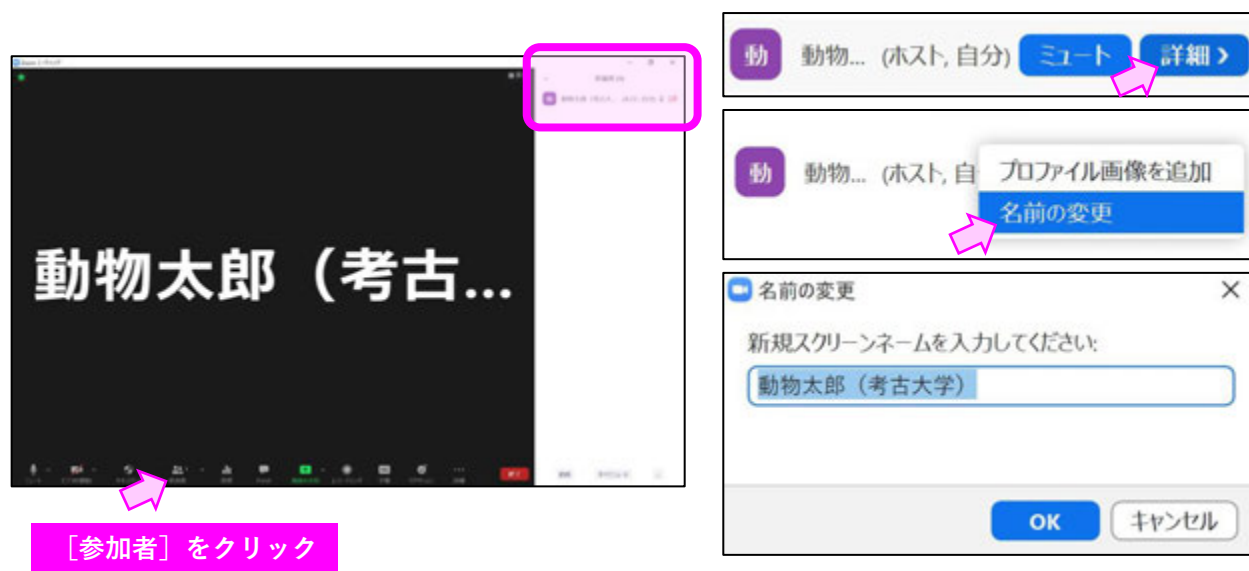 動物太郎（考古...
［参加者］をクリック
動 動物... (ホスト, 自分) ミュート 詳細 >
動 動物... (ホスト, 自 プロファイル画像を追加
名前の変更
名前の変更
新規スクリーンネームを入力してください:
動物太郎（考古大学）
OK キャンセル